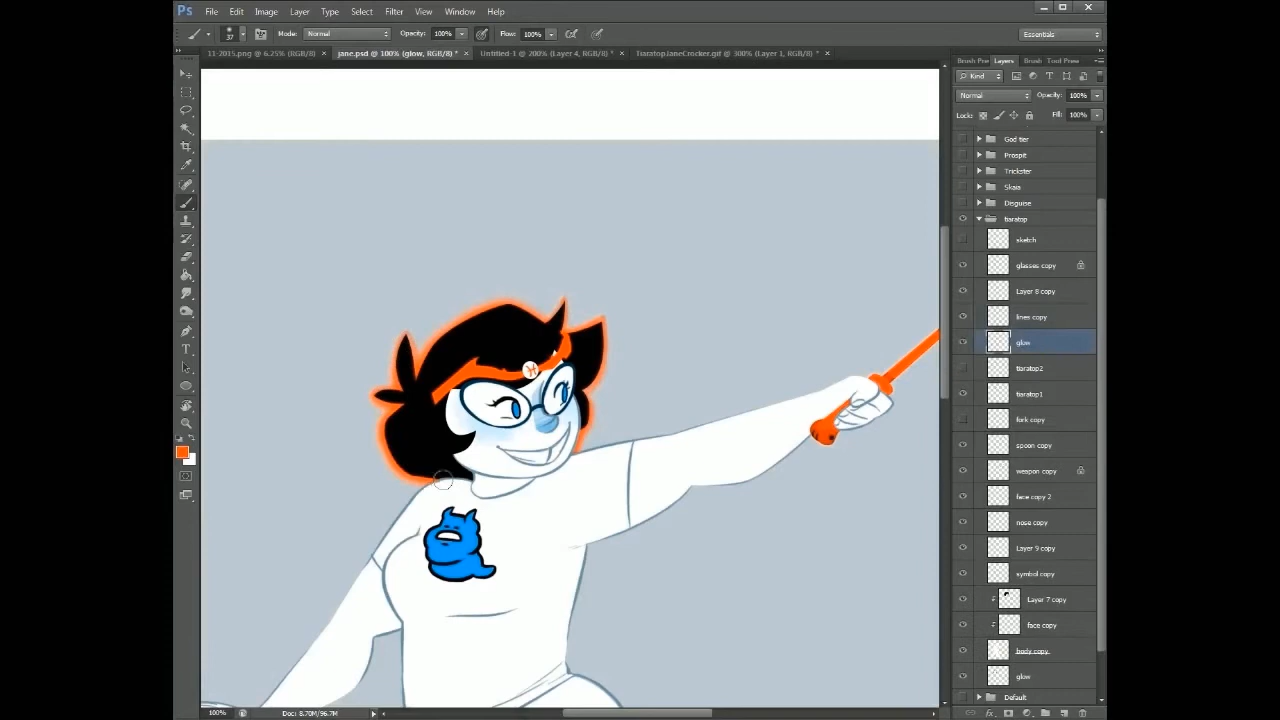 Ps File Edit Image Layer Type Select Filter View Window Help
37 Mode: Normal Opacity: 100% Flow: 100% Essentials
11-2015.png @ 6.25% (RGB/8) × jane.psd @ 100% (glow, RGB/8) * × Untitled-1 @ 200% (Layer 4, RGB/8) * × TiaratopJaneCrocker.gif @ 300% (Layer 1, RGB/8) * ×
Brush Pre Layers Brush Tool Pres
Kind
Normal Opacity: 100%
Lock: Fill: 100%
God tier
Prospit
Trickster
Skaia
Disguise
tiaratop
sketch
glasses copy
Layer 8 copy
lines copy
glow
tiaratop2
tiaratop1
fork copy
spoon copy
weapon copy
face copy 2
nose copy
Layer 9 copy
symbol copy
Layer 7 copy
face copy
body copy
glow
Default
100% Doc: 8.70M/96.7M